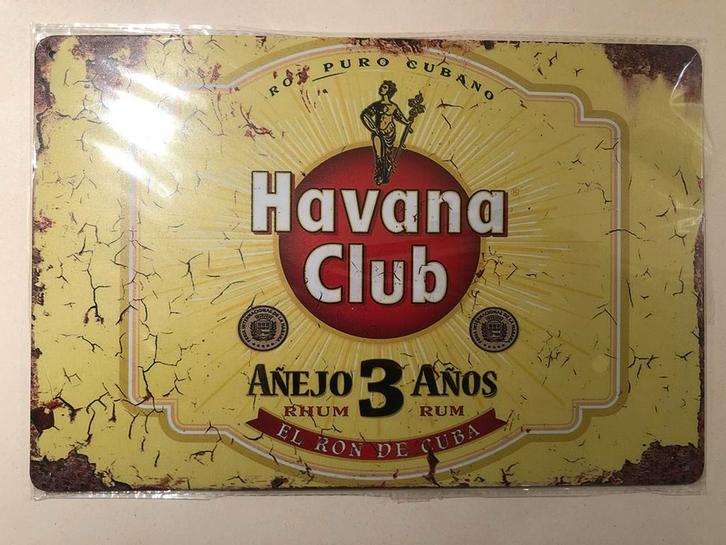 RON PURO CUBANO
Havana
Club
AÑEJO 3 AÑOS
RHUM RUM
EL RON DE CUBA